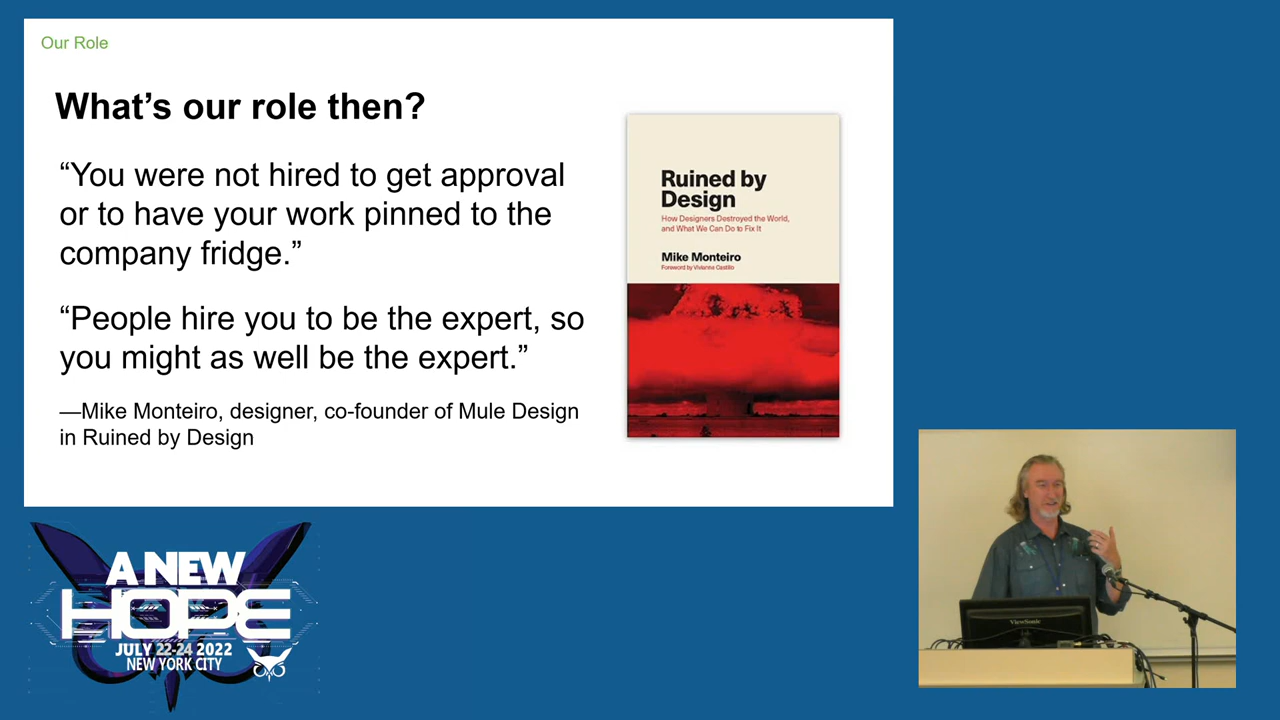 Our Role
What's our role then?
“You were not hired to get approval
or to have your work pinned to the
company fridge.”
“People hire you to be the expert, so
you might as well be the expert.”
—Mike Monteiro, designer, co-founder of Mule Design
in Ruined by Design
Ruined by
Design
How Designers Destroyed the World,
and What We Can Do to Fix It
Mike Monteiro
Foreword by Vivianne Castillo
A NEW
HOPE
JULY 22-24 2022
NEW YORK CITY
ViewSonic